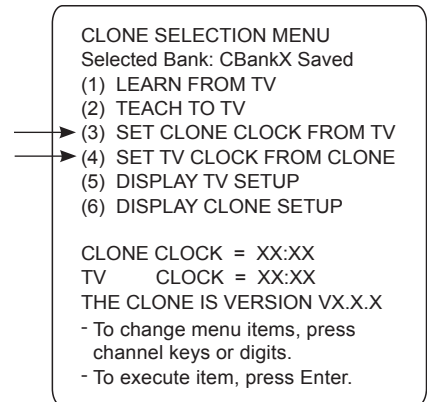 CLONE SELECTION MENU
Selected Bank: CBankX Saved
(1) LEARN FROM TV
(2) TEACH TO TV
(3) SET CLONE CLOCK FROM TV
(4) SET TV CLOCK FROM CLONE
(5) DISPLAY TV SETUP
(6) DISPLAY CLONE SETUP
CLONE CLOCK = XX:XX
TV CLOCK = XX:XX
THE CLONE IS VERSION VX.X.X
- To change menu items, press
channel keys or digits.
- To execute item, press Enter.